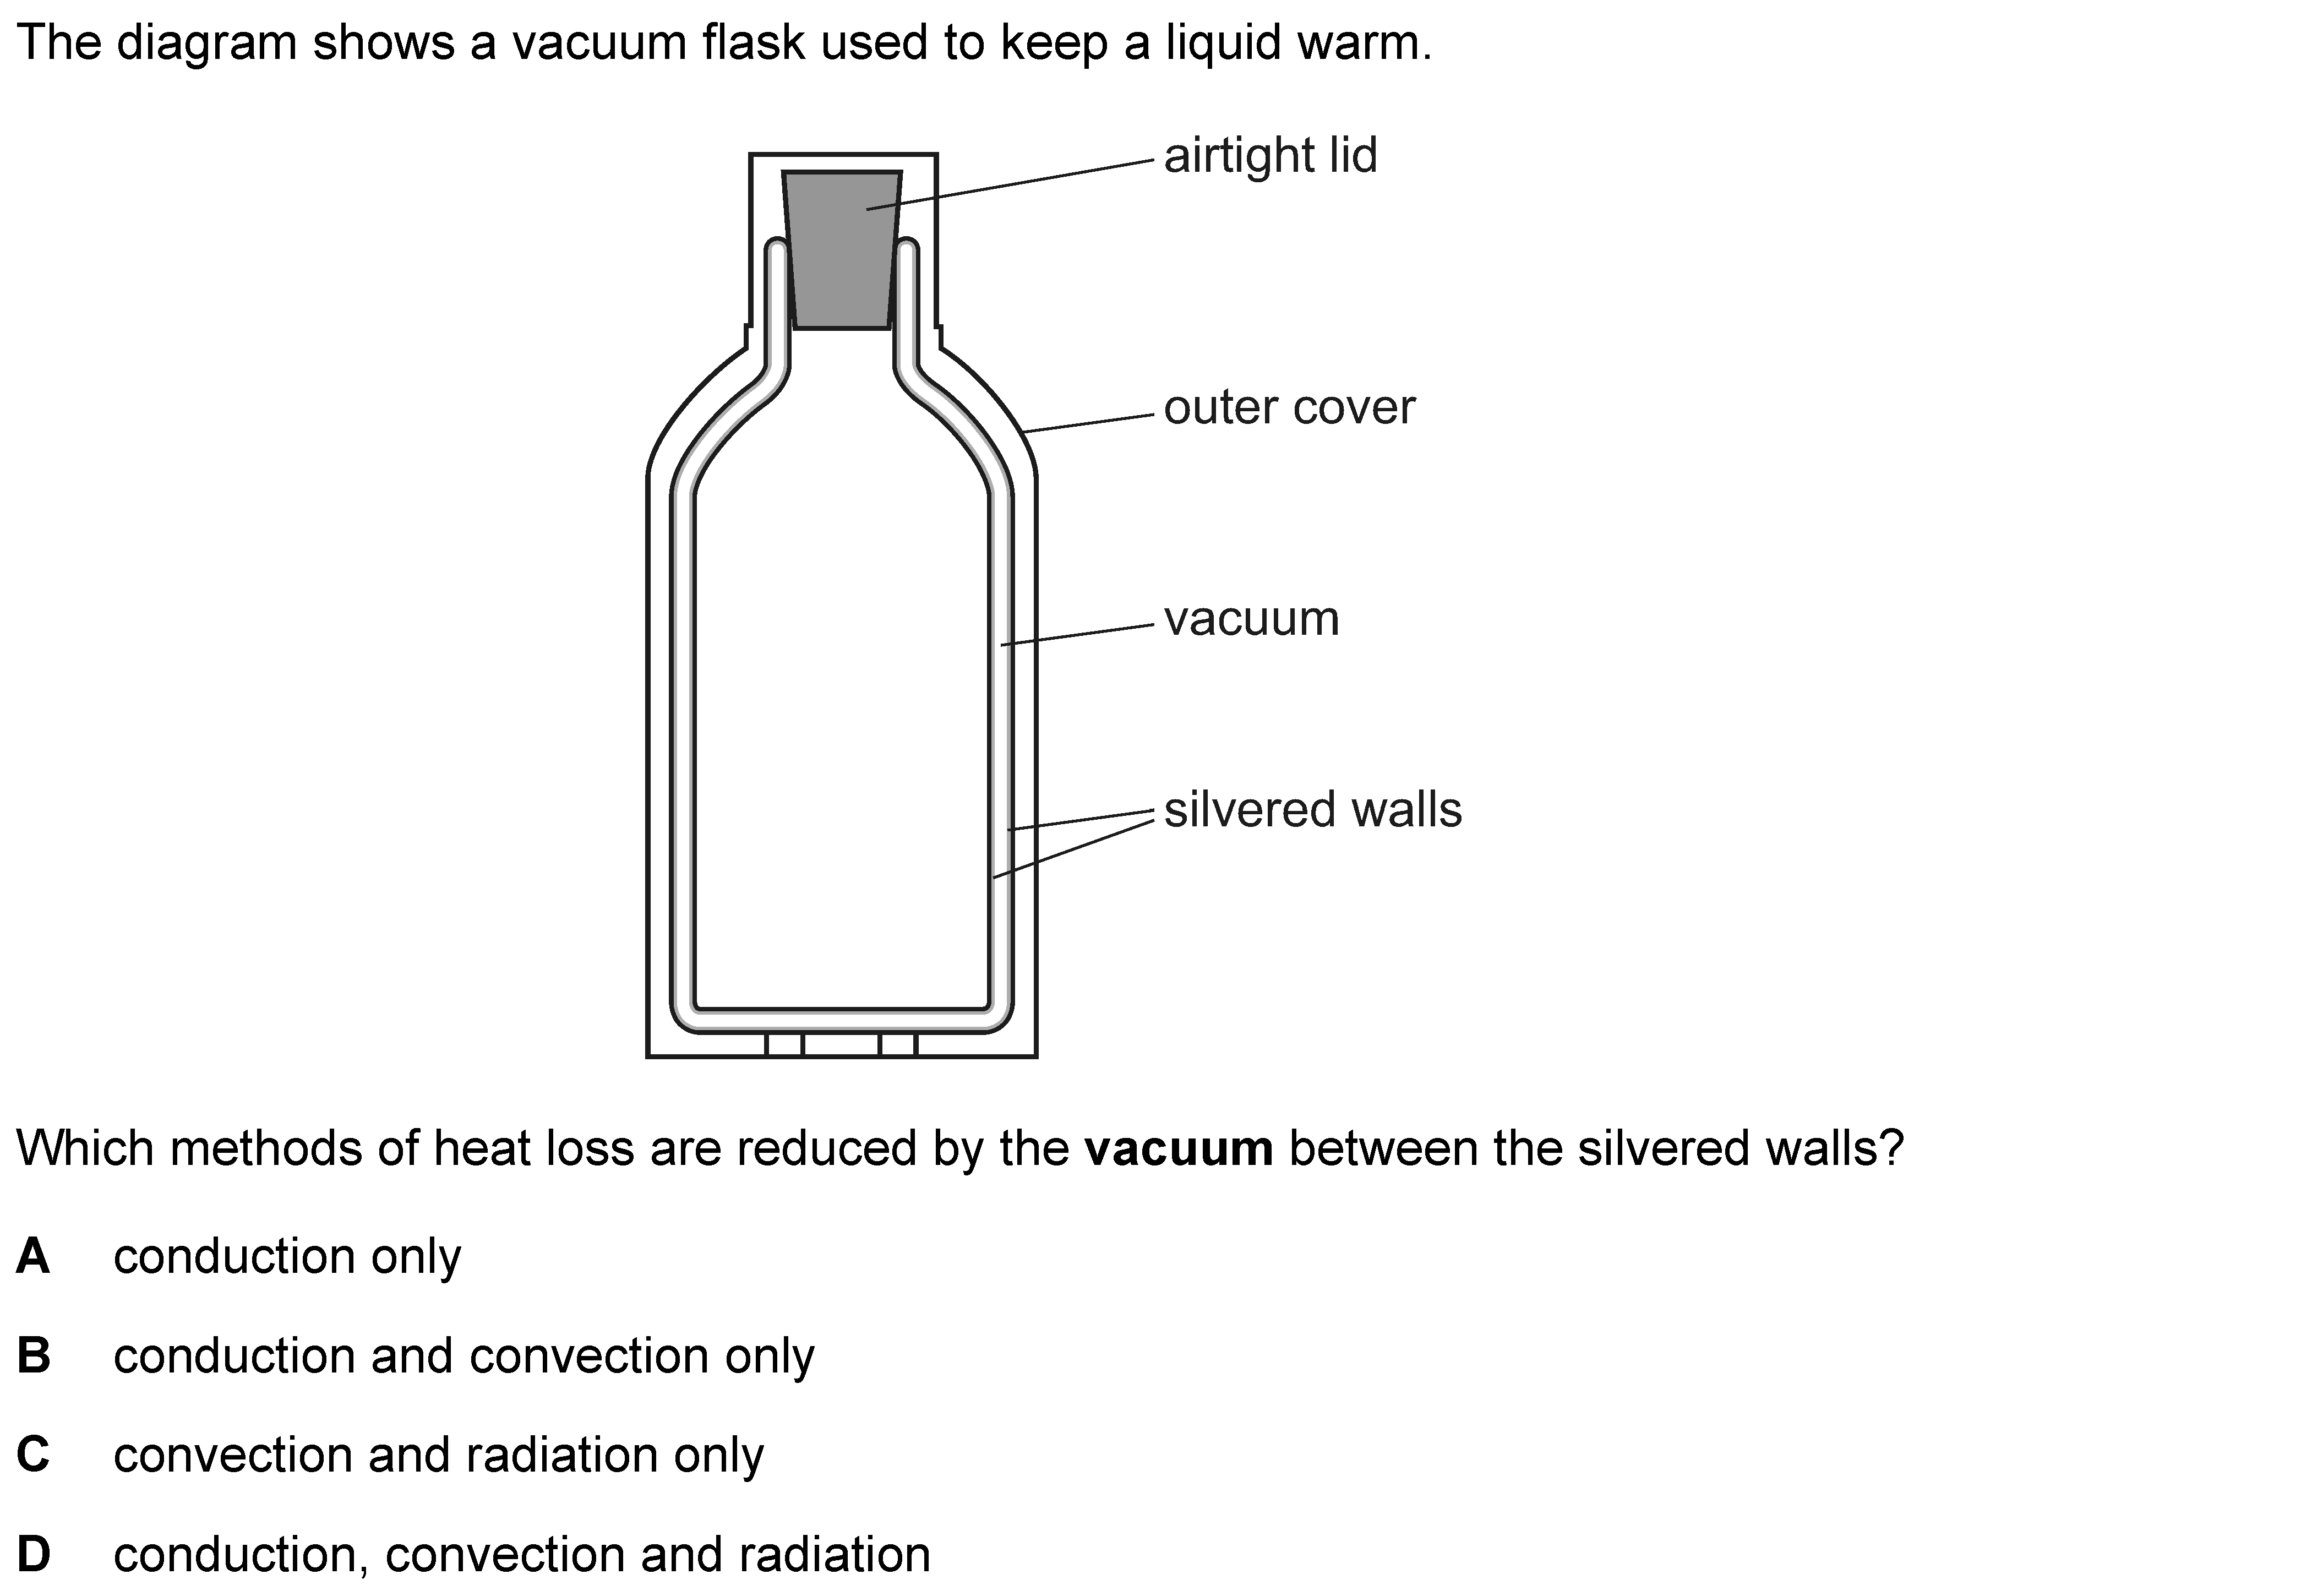 The diagram shows a vacuum flask used to keep a liquid warm.
airtight lid
outer cover
vacuum
silvered walls
Which methods of heat loss are reduced by the vacuum between the silvered walls?
A conduction only
B conduction and convection only
C convection and radiation only
D conduction, convection and radiation